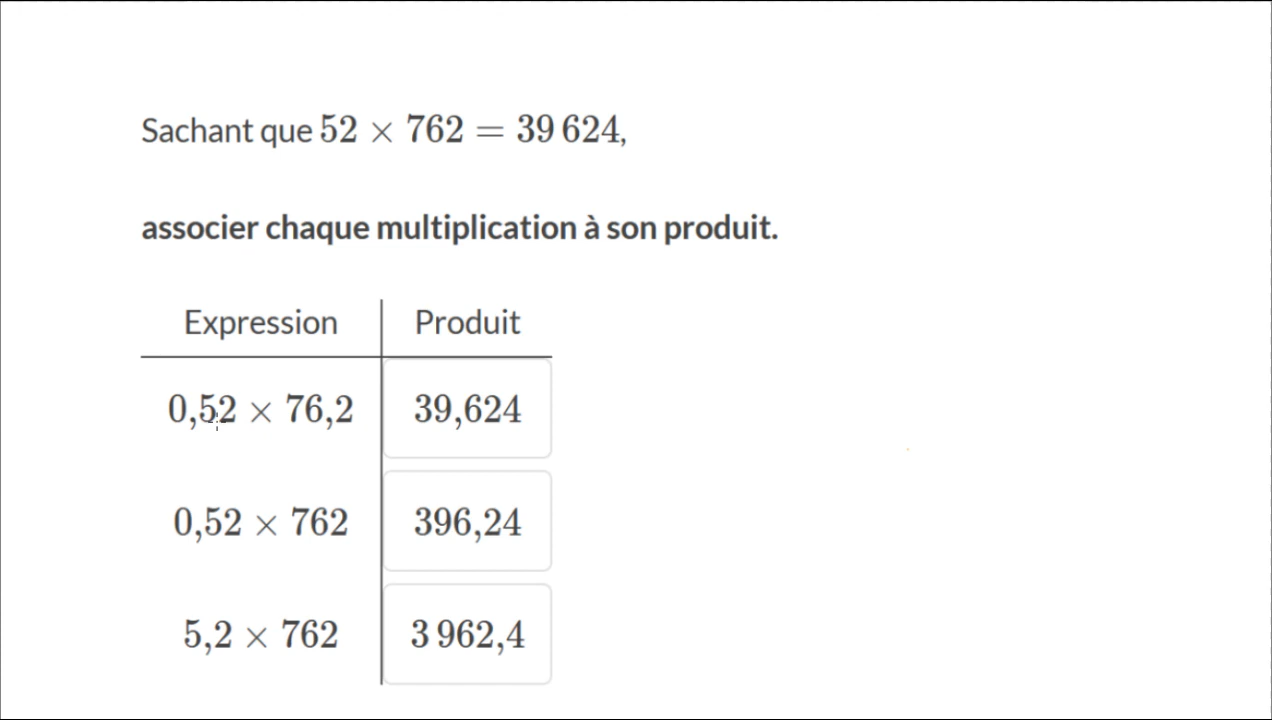 Sachant que 52 × 762 = 39 624,
associer chaque multiplication à son produit.
Expression Produit
0,52 × 76,2 39,624
0,52 × 762 396,24
5,2 × 762 3 962,4